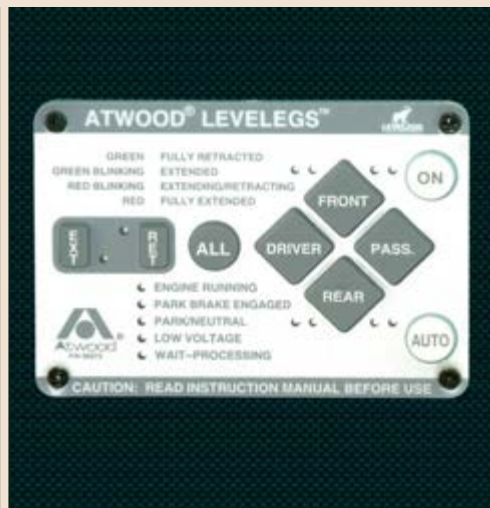 ATWOOD® LEVELEGS™
GREEN FULLY RETRACTED
GREEN BLINKING EXTENDED
RED BLINKING EXTENDING/RETRACTING
RED FULLY EXTENDED
ON
FRONT
EXT
RET
ALL
DRIVER
PASS.
REAR
ENGINE RUNNING
PARK BRAKE ENGAGED
PARK/NEUTRAL
LOW VOLTAGE
WAIT-PROCESSING
AUTO
Atwood®
CAUTION: READ INSTRUCTION MANUAL BEFORE USE